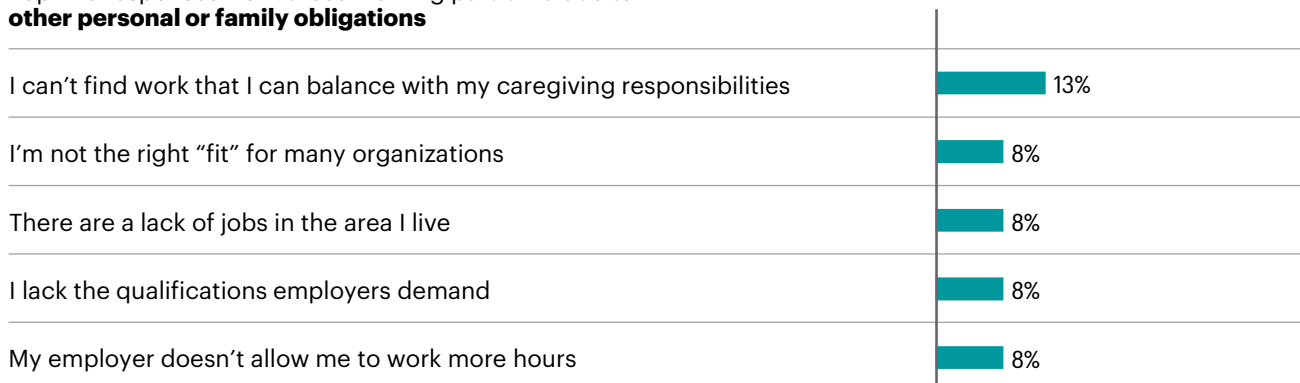 other personal or family obligations
I can’t find work that I can balance with my caregiving responsibilities
13%
I’m not the right “fit” for many organizations
8%
There are a lack of jobs in the area I live
8%
I lack the qualifications employers demand
8%
My employer doesn’t allow me to work more hours
8%